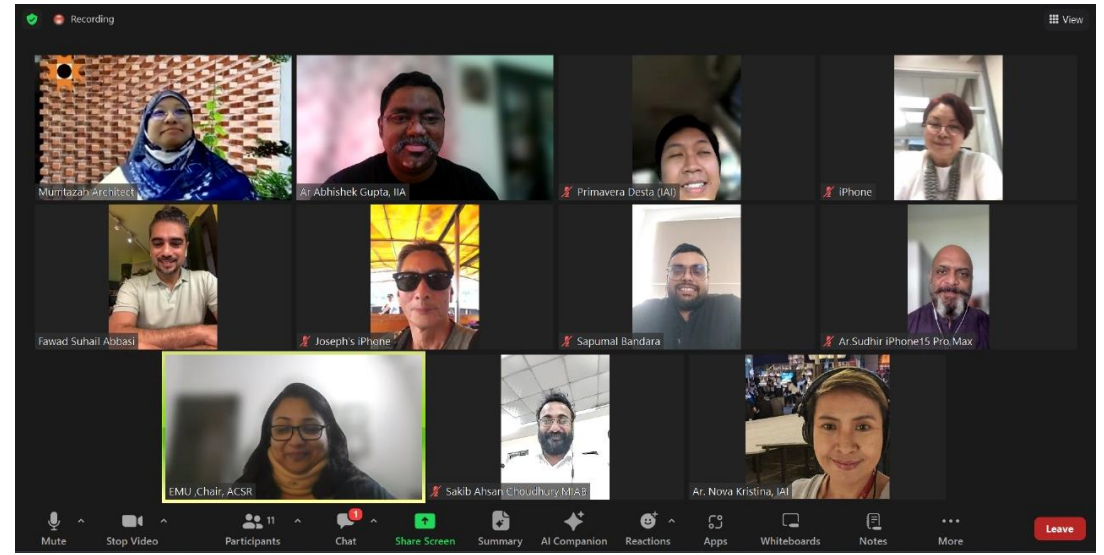 Recording
View
Mumtazah Architect
Ar Abhishek Gupta, IIA
Primavera Desta (IAI)
iPhone
Fawad Suhail Abbasi
Joseph's iPhone
Sapumal Bandara
Ar.Sudhir iPhone15 Pro Max
EMU ,Chair, ACSR
Sakib Ahsan Choudhury MIAB
Ar. Nova Kristina, IAI
11
1
Mute
Stop Video
Participants
Chat
Share Screen
Summary
AI Companion
Reactions
Apps
Whiteboards
Notes
More
Leave